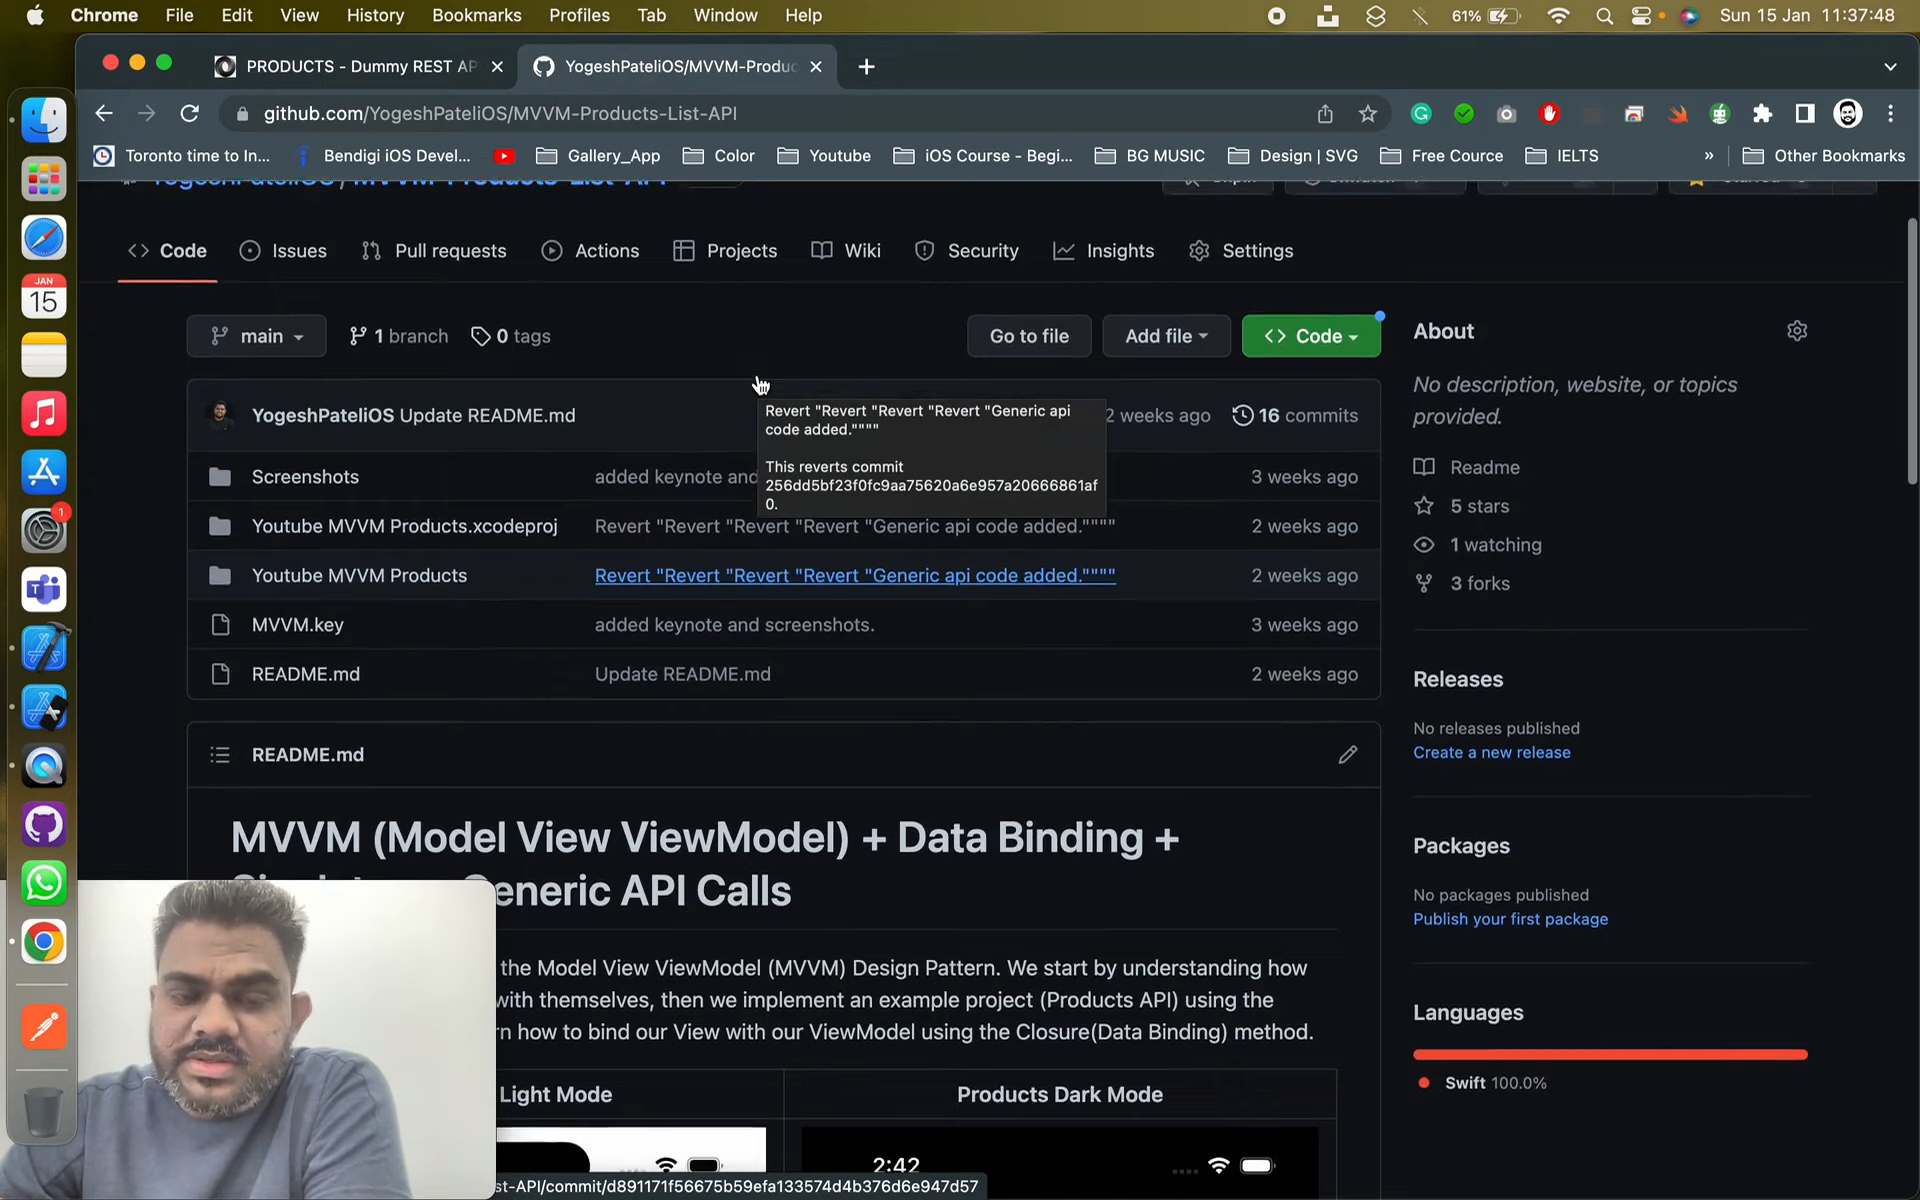 Chrome File Edit View History Bookmarks Profiles Tab Window Help 61% Sun 15 Jan 11:37:48
PRODUCTS - Dummy REST AP YogeshPateliOS/MVVM-Produc
github.com/YogeshPateliOS/MVVM-Products-List-API
Toronto time to In... Bendigi iOS Devel... Gallery_App Color Youtube iOS Course - Begi... BG MUSIC Design | SVG Free Cource IELTS » Other Bookmarks
YogeshPateliOS / MVVM-Products-List-API
Code Issues Pull requests Actions Projects Wiki Security Insights Settings
main 1 branch 0 tags Go to file Add file Code
YogeshPateliOS Update README.md 2 weeks ago 16 commits
Revert "Revert "Revert "Revert "Generic api
code added.""""
This reverts commit
256dd5bf23f0fc9aa75620a6e957a20666861af
0.
Screenshots added keynote and 3 weeks ago
Youtube MVVM Products.xcodeproj Revert "Revert "Revert "Revert "Generic api code added."""" 2 weeks ago
Youtube MVVM Products Revert "Revert "Revert "Revert "Generic api code added."""" 2 weeks ago
MVVM.key added keynote and screenshots. 3 weeks ago
README.md Update README.md 2 weeks ago
README.md
MVVM (Model View ViewModel) + Data Binding +
eneric API Calls
the Model View ViewModel (MVVM) Design Pattern. We start by understanding how
with themselves, then we implement an example project (Products API) using the
n how to bind our View with our ViewModel using the Closure(Data Binding) method.
Light Mode Products Dark Mode
2:42
st-API/commit/d891171f56675b59efa133574d4b376d6e947d57
About
No description, website, or topics
provided.
Readme
5 stars
1 watching
3 forks
Releases
No releases published
Create a new release
Packages
No packages published
Publish your first package
Languages
Swift 100.0%
JAN
15
1